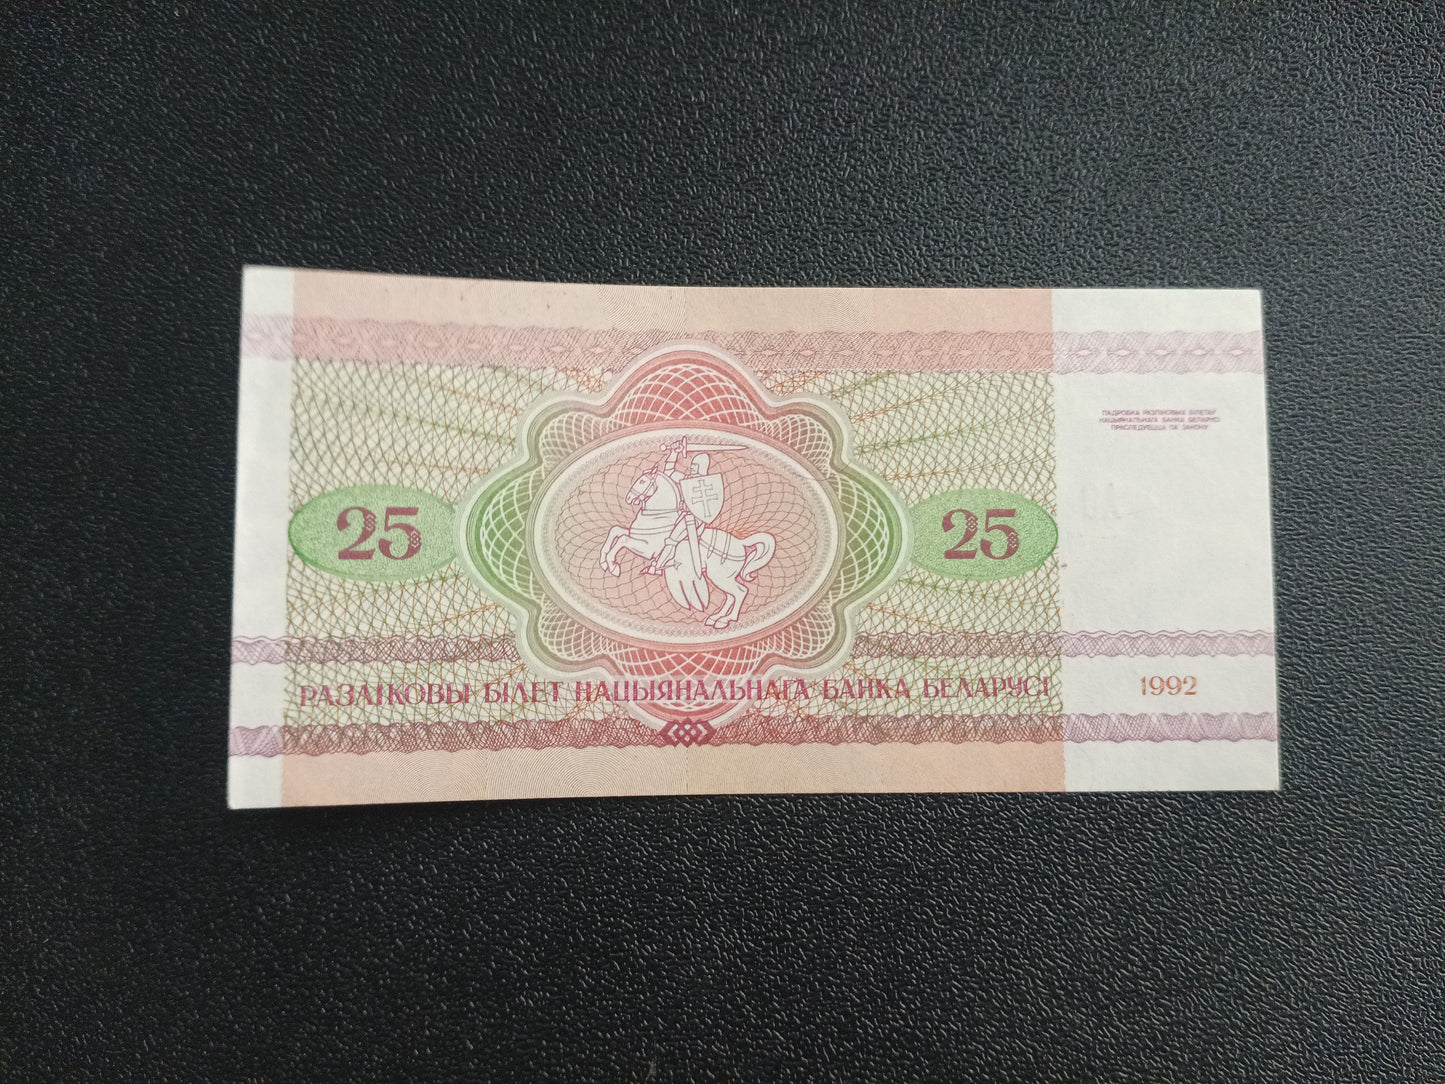 ПАДРОБКА РАЗЛІКОВЫХ БІЛЕТАЎ
НАЦЫЯНАЛЬНАГА БАНКА БЕЛАРУСІ
ПРАСЛЕДУЕЦЦА ПА ЗАКОНУ
25 25
РАЗЛІКОВЫ БІЛЕТ НАЦЫЯНАЛЬНАГА БАНКА БЕЛАРУСІ 1992